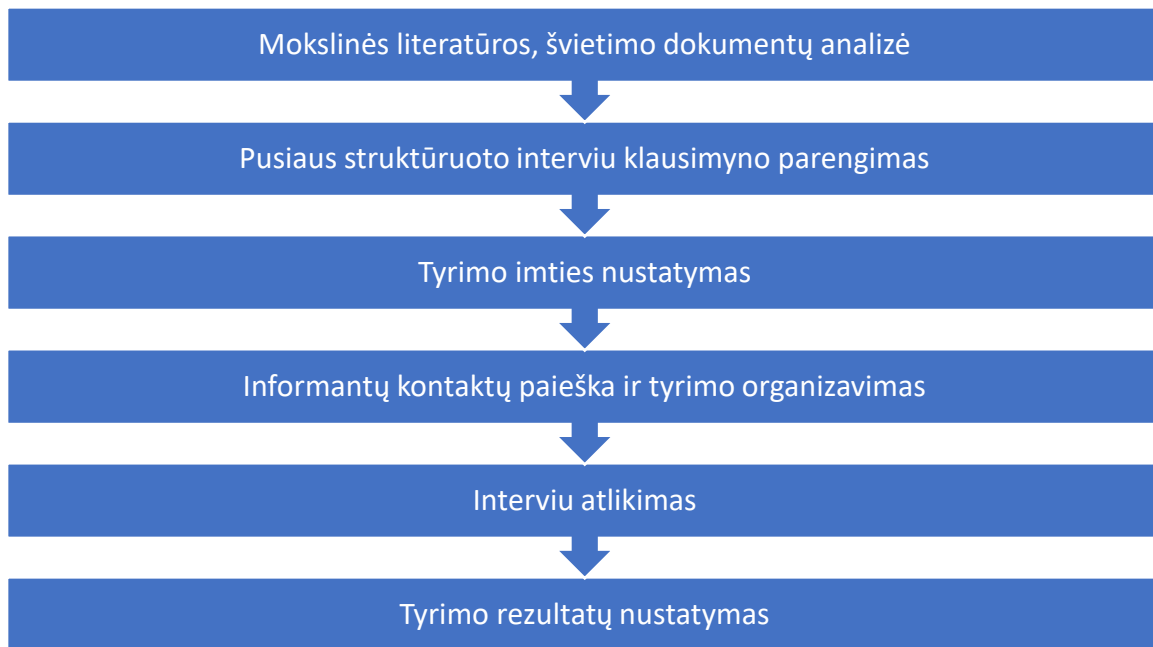 Mokslinės literatūros, švietimo dokumentų analizė
Pusiaus struktūruoto interviu klausimyno parengimas
Tyrimo imties nustatymas
Informantų kontaktų paieška ir tyrimo organizavimas
Interviu atlikimas
Tyrimo rezultatų nustatymas